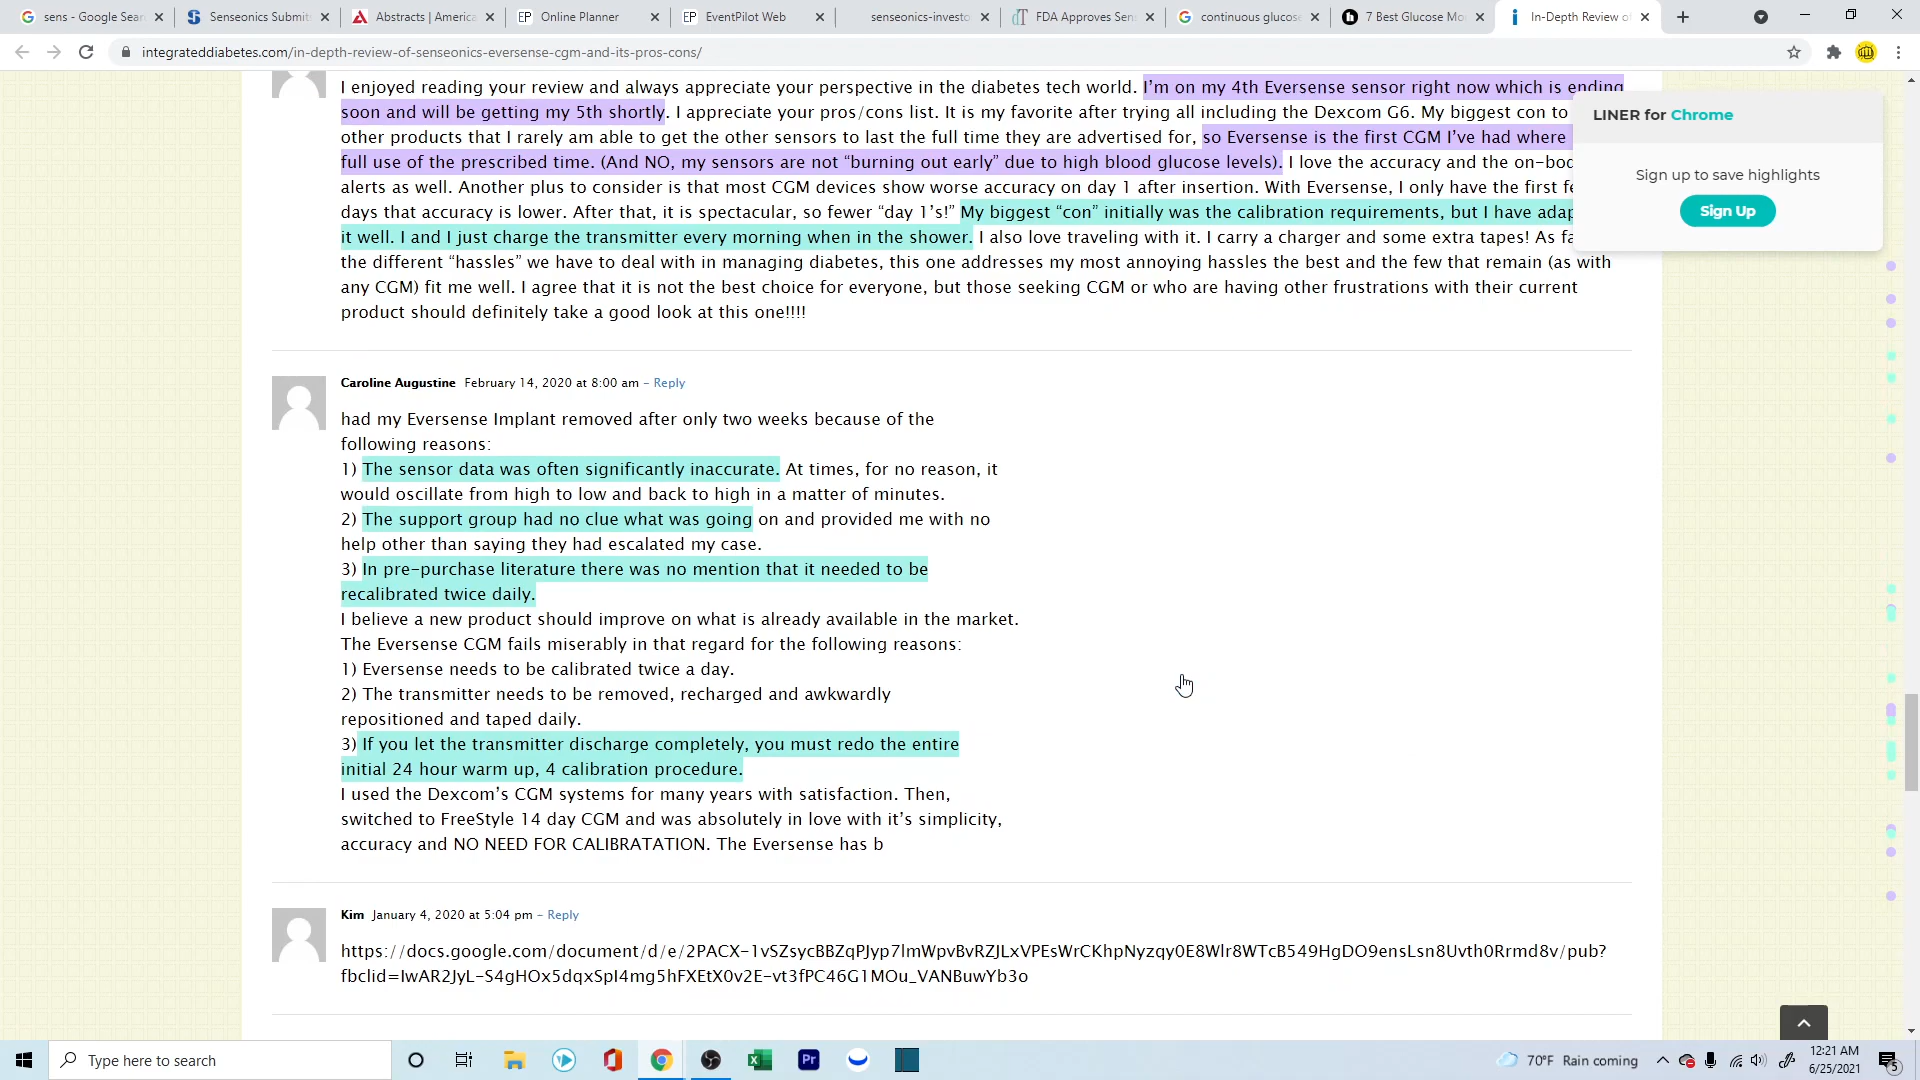 sens - Google Sear
Senseonics Submit
Abstracts | America
Online Planner
EventPilot Web
senseonics-investo
FDA Approves Sen
continuous glucose
7 Best Glucose Mo
In-Depth Review of
integrateddiabetes.com/in-depth-review-of-senseonics-eversense-cgm-and-its-pros-cons/
I enjoyed reading your review and always appreciate your perspective in the diabetes tech world. I’m on my 4th Eversense sensor right now which is ending
soon and will be getting my 5th shortly. I appreciate your pros/cons list. It is my favorite after trying all including the Dexcom G6. My biggest con to
other products that I rarely am able to get the other sensors to last the full time they are advertised for, so Eversense is the first CGM I’ve had where
full use of the prescribed time. (And NO, my sensors are not “burning out early” due to high blood glucose levels). I love the accuracy and the on-bod
alerts as well. Another plus to consider is that most CGM devices show worse accuracy on day 1 after insertion. With Eversense, I only have the first fe
days that accuracy is lower. After that, it is spectacular, so fewer “day 1’s!” My biggest “con” initially was the calibration requirements, but I have adap
it well. I and I just charge the transmitter every morning when in the shower. I also love traveling with it. I carry a charger and some extra tapes! As fa
the different “hassles” we have to deal with in managing diabetes, this one addresses my most annoying hassles the best and the few that remain (as with
any CGM) fit me well. I agree that it is not the best choice for everyone, but those seeking CGM or who are having other frustrations with their current
product should definitely take a good look at this one!!!!
LINER for Chrome
Sign up to save highlights
Sign Up
Caroline Augustine February 14, 2020 at 8:00 am - Reply
had my Eversense Implant removed after only two weeks because of the
following reasons:
1) The sensor data was often significantly inaccurate. At times, for no reason, it
would oscillate from high to low and back to high in a matter of minutes.
2) The support group had no clue what was going on and provided me with no
help other than saying they had escalated my case.
3) In pre-purchase literature there was no mention that it needed to be
recalibrated twice daily.
I believe a new product should improve on what is already available in the market.
The Eversense CGM fails miserably in that regard for the following reasons:
1) Eversense needs to be calibrated twice a day.
2) The transmitter needs to be removed, recharged and awkwardly
repositioned and taped daily.
3) If you let the transmitter discharge completely, you must redo the entire
initial 24 hour warm up, 4 calibration procedure.
I used the Dexcom’s CGM systems for many years with satisfaction. Then,
switched to FreeStyle 14 day CGM and was absolutely in love with it’s simplicity,
accuracy and NO NEED FOR CALIBRATATION. The Eversense has b
Kim January 4, 2020 at 5:04 pm - Reply
https://docs.google.com/document/d/e/2PACX-1vSZsycBBZqPJyp7lmWpvBvRZJLxVPEsWrCKhpNyzqy0E8Wlr8WTcB549HgDO9ensLsn8Uvth0Rrmd8v/pub?
fbclid=IwAR2JyL-S4gHOx5dqxSpI4mg5hFXEtX0v2E-vt3fPC46G1MOu_VANBuwYb3o
Type here to search
70°F Rain coming
12:21 AM
6/25/2021
5